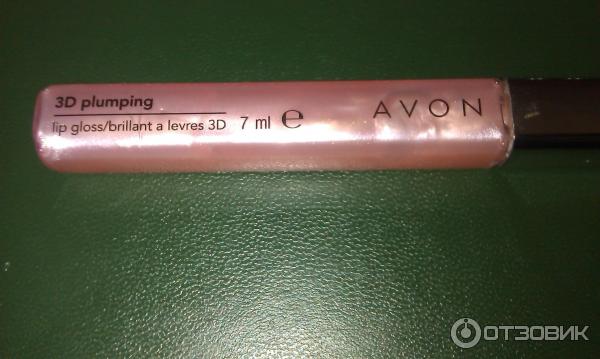 3D plumping
lip gloss/brillant a levres 3D 7 ml ℮
AVON
ОТЗОВИК